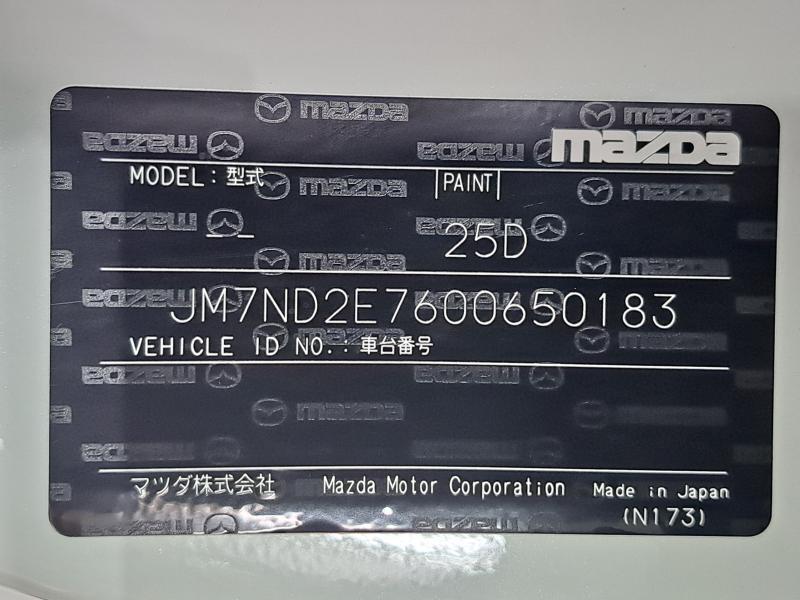 mazda
MODEL : 型式 PAINT
-- 25D
JM7ND2E7600650183
VEHICLE ID NO. : 車台番号
マツダ株式会社 Mazda Motor Corporation Made in Japan
(N173)